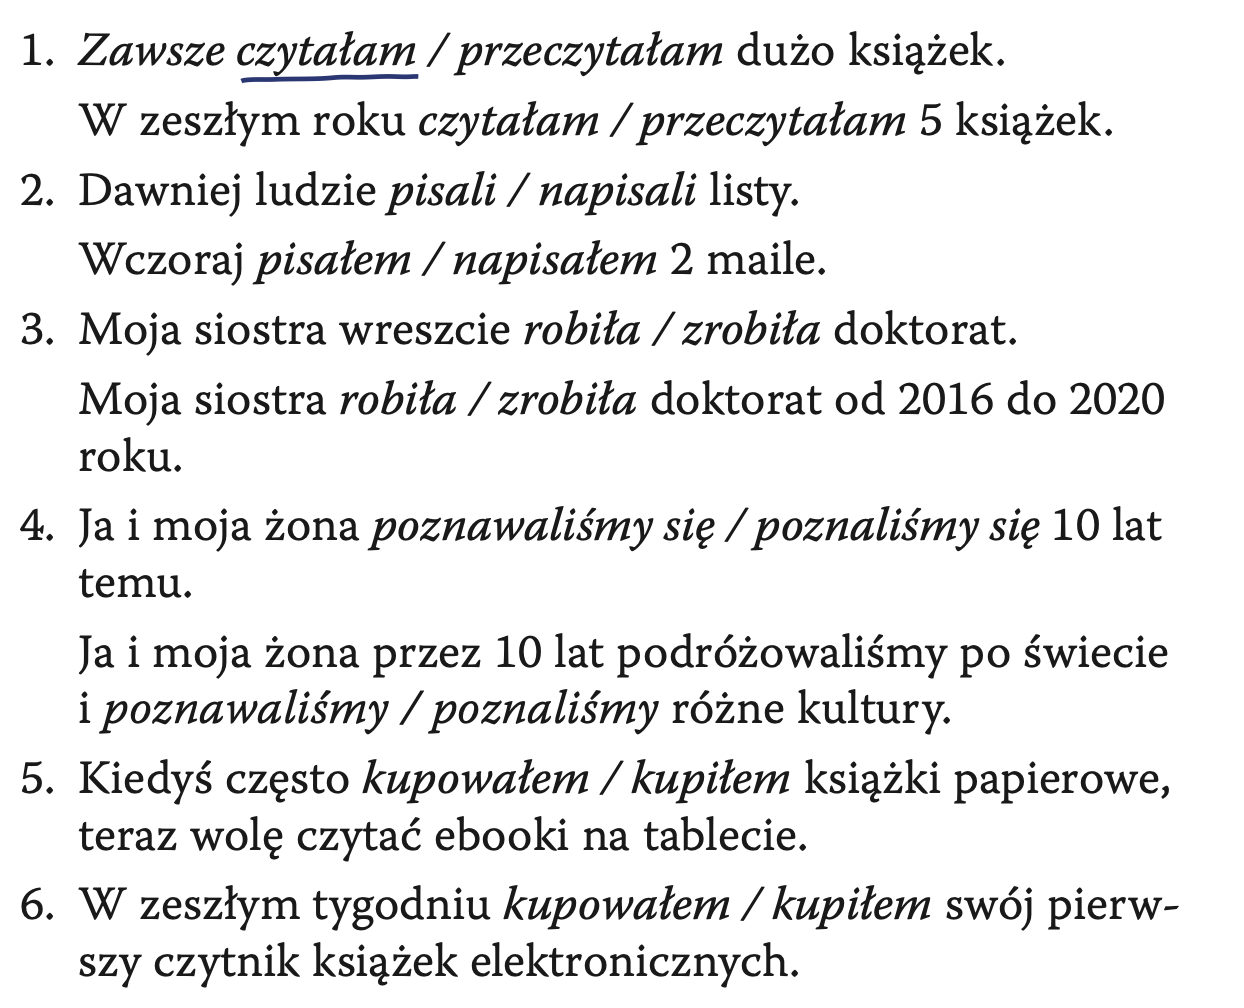 1. Zawsze czytałam / przeczytałam dużo książek.
W zeszłym roku czytałam / przeczytałam 5 książek.
2. Dawniej ludzie pisali / napisali listy.
Wczoraj pisałem / napisałem 2 maile.
3. Moja siostra wreszcie robiła / zrobiła doktorat.
Moja siostra robiła / zrobiła doktorat od 2016 do 2020
roku.
4. Ja i moja żona poznawaliśmy się / poznaliśmy się 10 lat
temu.
Ja i moja żona przez 10 lat podróżowaliśmy po świecie
i poznawaliśmy / poznaliśmy różne kultury.
5. Kiedyś często kupowałem / kupiłem książki papierowe,
teraz wolę czytać ebooki na tablecie.
6. W zeszłym tygodniu kupowałem / kupiłem swój pierw-
szy czytnik książek elektronicznych.